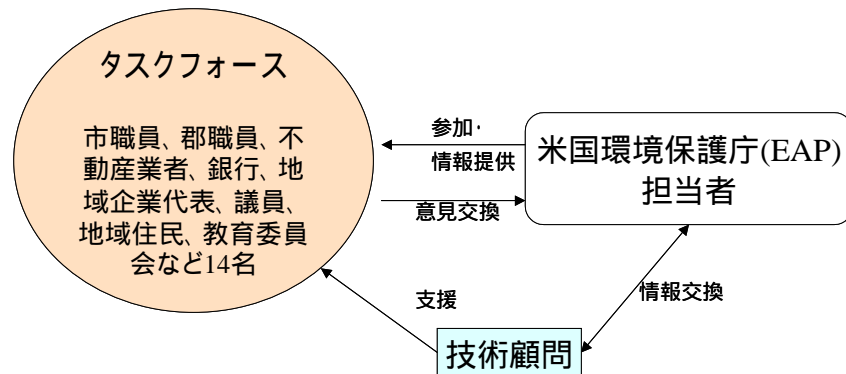 タスクフォース
市職員、郡職員、不
動産業者、銀行、地
域企業代表、議員、
地域住民、教育委員
会など14名
参加・
情報提供
意見交換
米国環境保護庁(EAP)
担当者
支援
情報交換
技術顧問